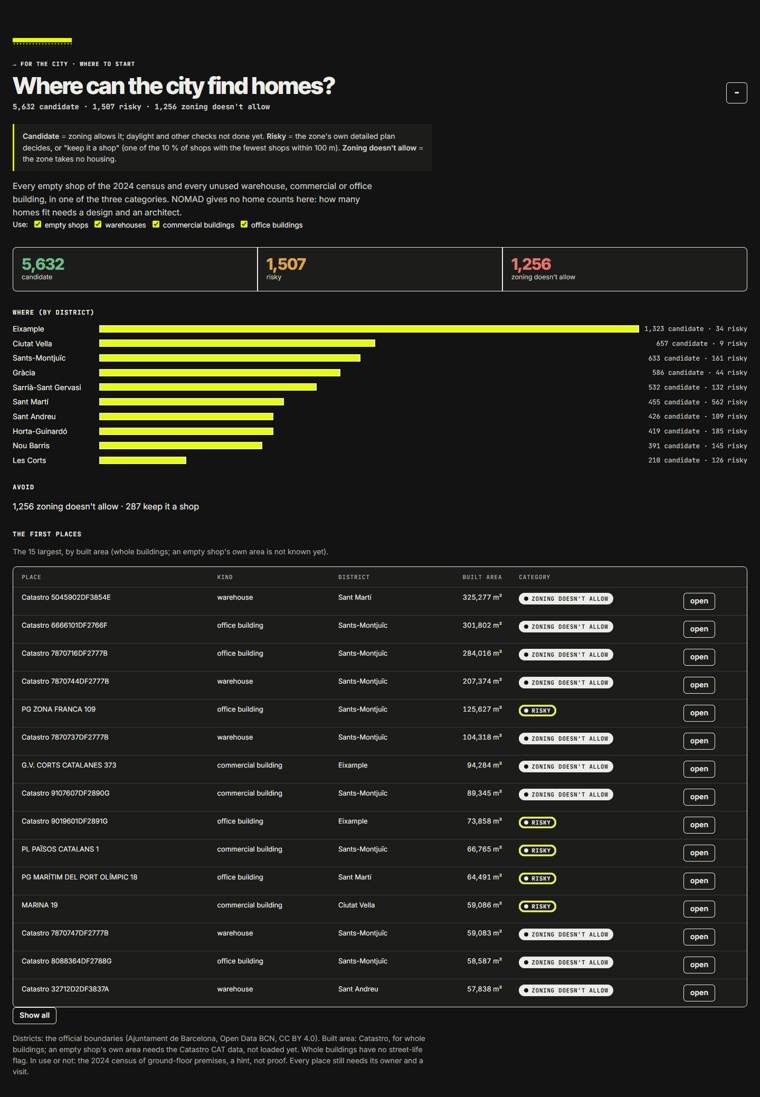 → FOR THE CITY · WHERE TO START
Where can the city find homes?
5,632 candidate · 1,507 risky · 1,256 zoning doesn't allow
-
Candidate = zoning allows it; daylight and other checks not done yet. Risky = the zone's own detailed plan
decides, or "keep it a shop" (one of the 10 % of shops with the fewest shops within 100 m). Zoning doesn't allow =
the zone takes no housing.
Every empty shop of the 2024 census and every unused warehouse, commercial or office
building, in one of the three categories. NOMAD gives no home counts here: how many
homes fit needs a design and an architect.
Use: empty shops warehouses commercial buildings office buildings
5,632 1,507 1,256
candidate risky zoning doesn't allow
WHERE (BY DISTRICT)
Eixample 1,323 candidate · 34 risky
Ciutat Vella 657 candidate · 9 risky
Sants-Montjuïc 633 candidate · 161 risky
Gràcia 586 candidate · 44 risky
Sarrià-Sant Gervasi 532 candidate · 132 risky
Sant Martí 455 candidate · 562 risky
Sant Andreu 426 candidate · 109 risky
Horta-Guinardó 419 candidate · 185 risky
Nou Barris 391 candidate · 145 risky
Les Corts 210 candidate · 126 risky
AVOID
1,256 zoning doesn't allow · 287 keep it a shop
THE FIRST PLACES
The 15 largest, by built area (whole buildings; an empty shop's own area is not known yet).
PLACE KIND DISTRICT BUILT AREA CATEGORY
Catastro 5045902DF3854E warehouse Sant Martí 325,277 m² ZONING DOESN'T ALLOW open
Catastro 6666101DF2766F office building Sants-Montjuïc 301,802 m² ZONING DOESN'T ALLOW open
Catastro 7870716DF2777B office building Sants-Montjuïc 284,016 m² ZONING DOESN'T ALLOW open
Catastro 7870744DF2777B warehouse Sants-Montjuïc 207,374 m² ZONING DOESN'T ALLOW open
PG ZONA FRANCA 109 office building Sants-Montjuïc 125,627 m² RISKY open
Catastro 7870737DF2777B warehouse Sants-Montjuïc 104,318 m² ZONING DOESN'T ALLOW open
G.V. CORTS CATALANES 373 commercial building Eixample 94,284 m² ZONING DOESN'T ALLOW open
Catastro 9107607DF2890G commercial building Sants-Montjuïc 89,345 m² ZONING DOESN'T ALLOW open
Catastro 9019601DF2891G office building Eixample 73,858 m² RISKY open
PL PAÏSOS CATALANS 1 commercial building Sants-Montjuïc 66,765 m² RISKY open
PG MARÍTIM DEL PORT OLÍMPIC 18 office building Sant Martí 64,491 m² RISKY open
MARINA 19 commercial building Ciutat Vella 59,086 m² RISKY open
Catastro 7870747DF2777B warehouse Sants-Montjuïc 59,083 m² ZONING DOESN'T ALLOW open
Catastro 8088364DF2788G office building Sants-Montjuïc 58,587 m² ZONING DOESN'T ALLOW open
Catastro 32712D2DF3837A warehouse Sant Andreu 57,838 m² ZONING DOESN'T ALLOW open
Show all
Districts: the official boundaries (Ajuntament de Barcelona, Open Data BCN, CC BY 4.0). Built area: Catastro, for whole
buildings; an empty shop's own area needs the Catastro CAT data, not loaded yet. Whole buildings have no street-life
flag. In use or not: the 2024 census of ground-floor premises, a hint, not proof. Every place still needs its owner and a
visit.